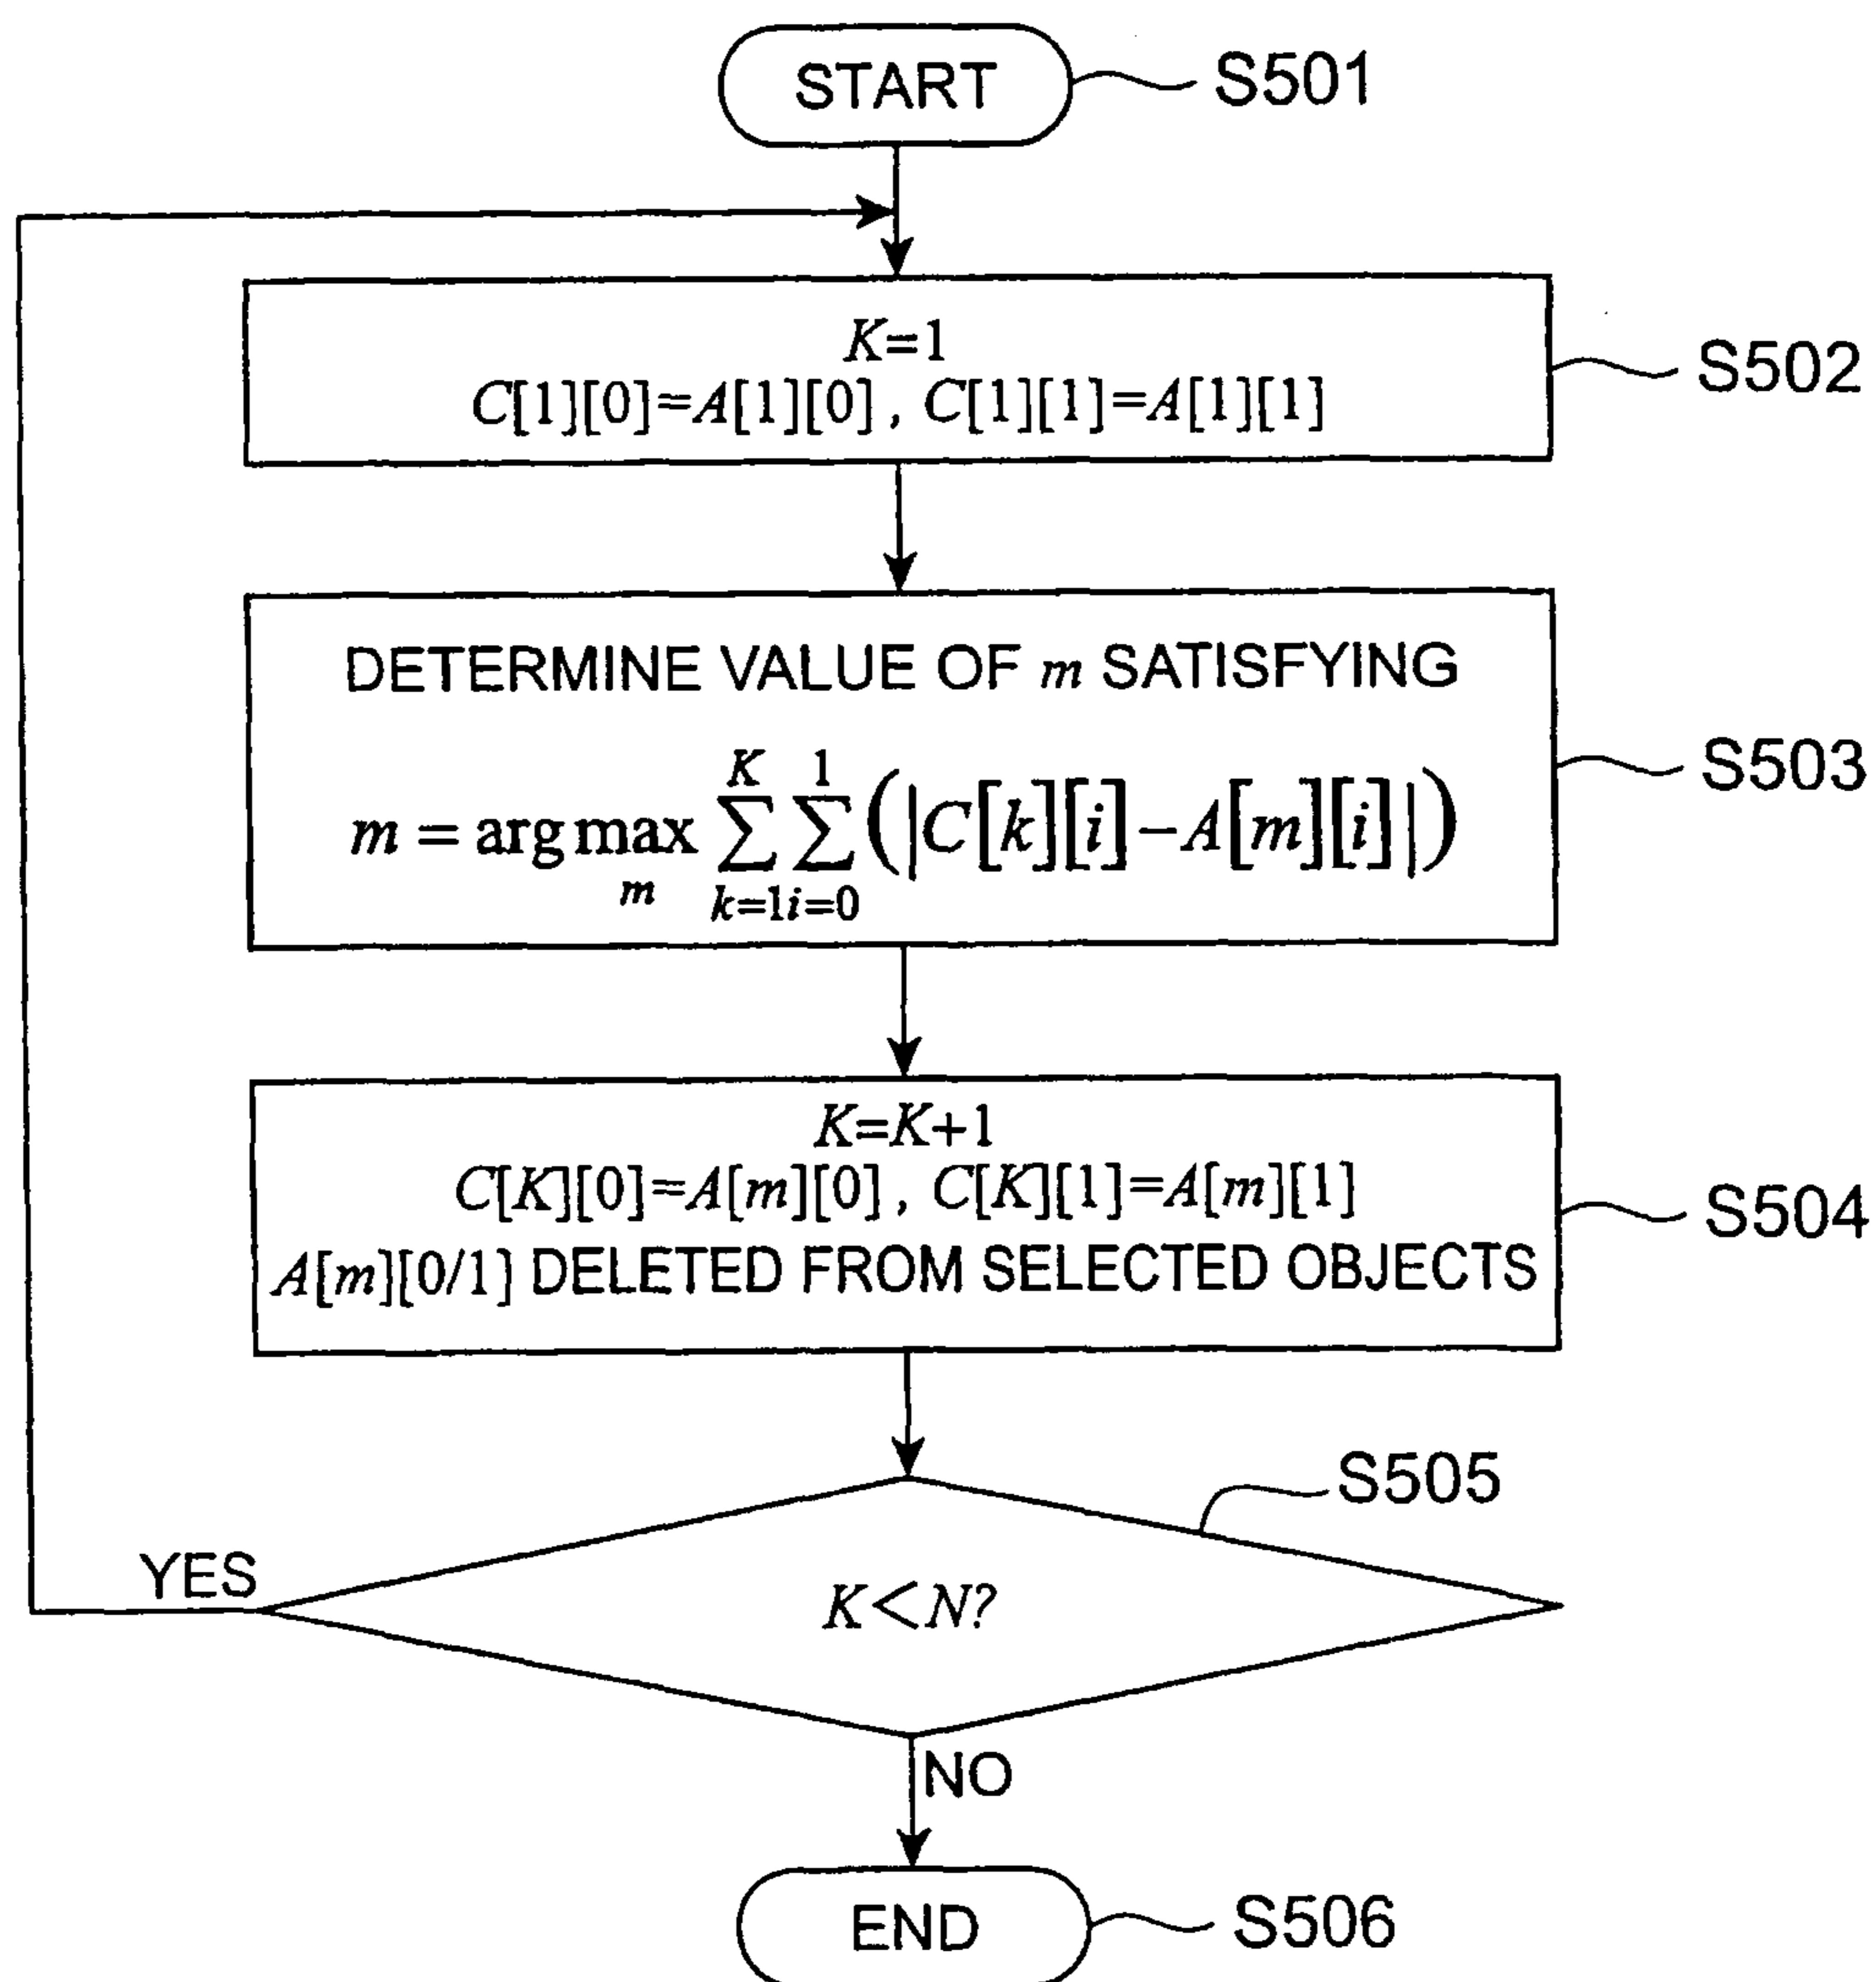 START
S501
K=1
C[1][0]=A[1][0] , C[1][1]=A[1][1]
S502
DETERMINE VALUE OF m SATISFYING
m = arg max_m ∑_{k=1}^{K} ∑_{i=0}^{1} (|C[k][i]−A[m][i]|)
S503
K=K+1
C[K][0]=A[m][0] , C[K][1]=A[m][1]
A[m][0/1] DELETED FROM SELECTED OBJECTS
S504
S505
YES
K<N?
NO
END
S506